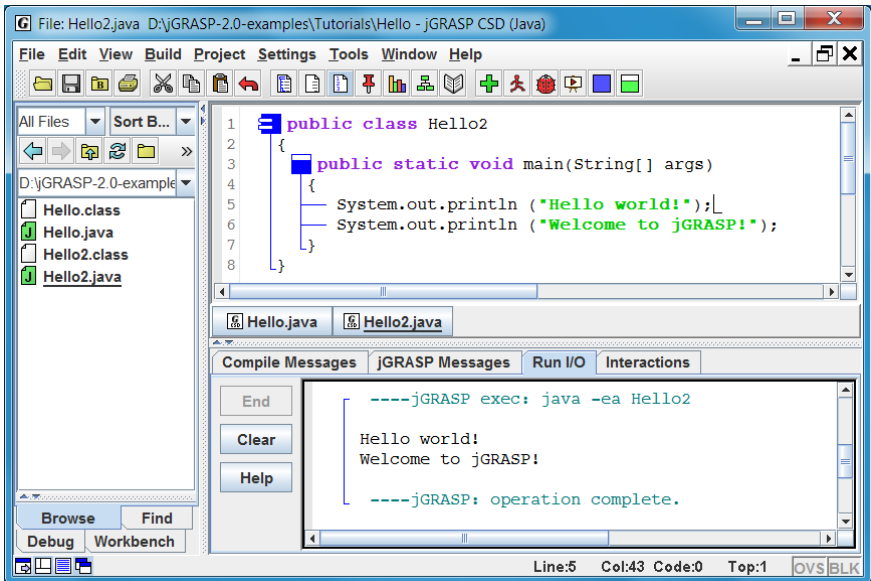 File: Hello2.java D:\jGRASP-2.0-examples\Tutorials\Hello - jGRASP CSD (Java)
File Edit View Build Project Settings Tools Window Help
All Files Sort B...
D:\jGRASP-2.0-example
Hello.class
Hello.java
Hello2.class
Hello2.java
Browse Find
Debug Workbench
1 public class Hello2
2 {
3 public static void main(String[] args)
4 {
5 System.out.println ("Hello world!");
6 System.out.println ("Welcome to jGRASP!");
7 }
8 }
Hello.java Hello2.java
Compile Messages jGRASP Messages Run I/O Interactions
End
Clear
Help
----jGRASP exec: java -ea Hello2
Hello world!
Welcome to jGRASP!
----jGRASP: operation complete.
Line:5 Col:43 Code:0 Top:1 OVS BLK